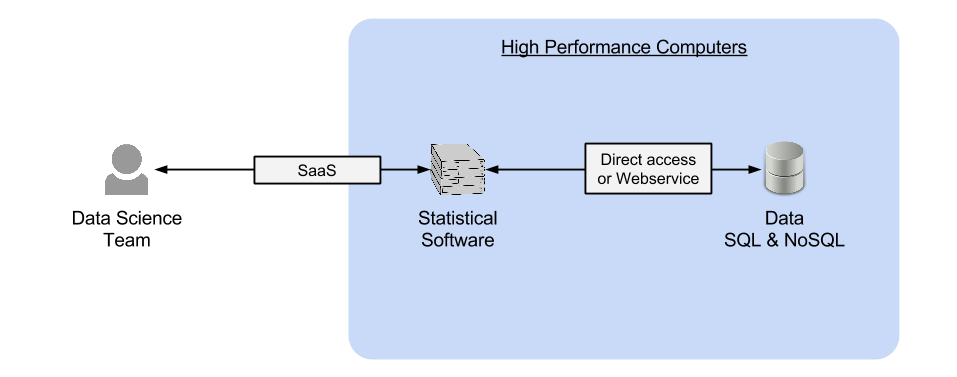 High Performance Computers
SaaS
Direct access
or Webservice
Data Science
Team
Statistical
Software
Data
SQL & NoSQL